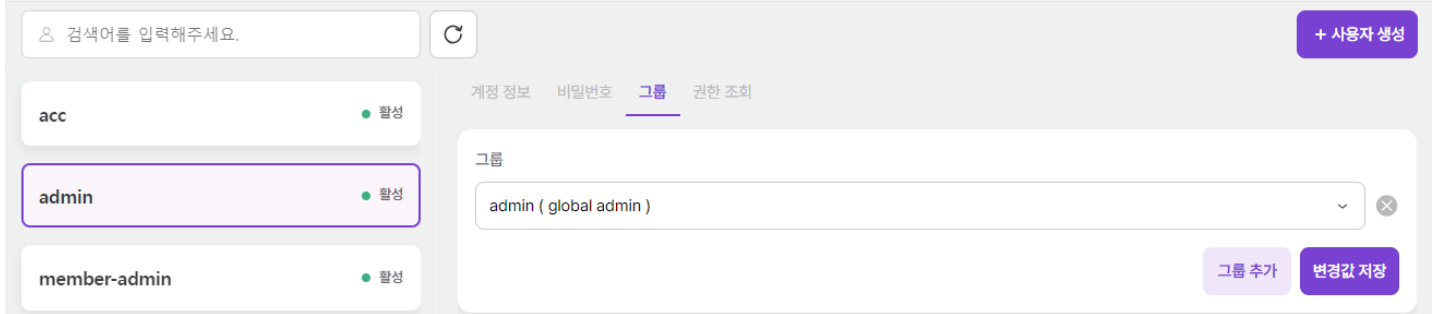 검색어를 입력해주세요.
+ 사용자 생성
acc
활성
admin
활성
member-admin
활성
계정 정보 비밀번호 그룹 권한 조회
그룹
admin ( global admin )
그룹 추가 변경값 저장